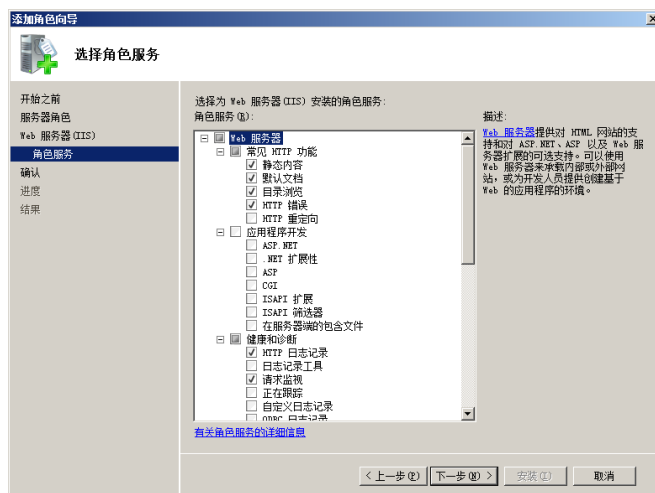 添加角色向导
选择角色服务
开始之前
服务器角色
Web 服务器(IIS)
角色服务
确认
进度
结果
选择为 Web 服务器(IIS) 安装的角色服务:
角色服务(R):
Web 服务器
常见 HTTP 功能
静态内容
默认文档
目录浏览
HTTP 错误
HTTP 重定向
应用程序开发
ASP.NET
.NET 扩展性
ASP
CGI
ISAPI 扩展
ISAPI 筛选器
在服务器端的包含文件
健康和诊断
HTTP 日志记录
日志记录工具
请求监视
正在跟踪
自定义日志记录
ODBC 日志记录
有关角色服务的详细信息
描述:
Web 服务器提供对 HTML 网站的支
持和对 ASP.NET、ASP 以及 Web 服
务器扩展的可选支持。可以使用
Web 服务器来承载内部或外部网
站，或为开发人员提供创建基于
Web 的应用程序的环境。
< 上一步(P)
下一步(N) >
安装(I)
取消